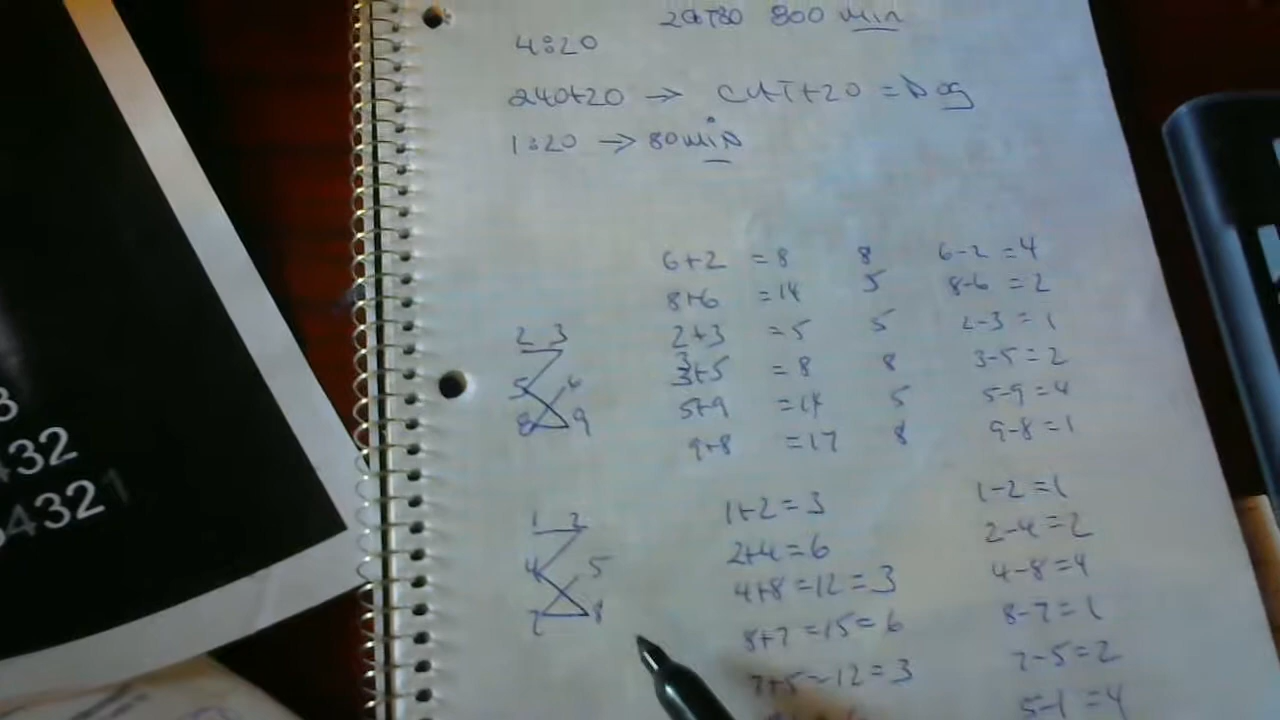 800 min
4:20
240+20 → CAT+20 = Dog
1:20 → 80 min
6+2 = 8 8 6-2 = 4
8+6 = 14 5 8-6 = 2
2+3 = 5 5 2-3 = 1
3+5 = 8 8 3-5 = 2
5+9 = 14 5 5-9 = 4
9+8 = 17 8 9-8 = 1
2 3
5 6
8 9
1+2 = 3 1-2 = 1
2+4 = 6 2-4 = 2
4+8 = 12 = 3 4-8 = 4
8+7 = 15 = 6 8-7 = 1
7+5 = 12 = 3 7-5 = 2
5-1 = 4
1 2
4 5
7 8
3
432
4321